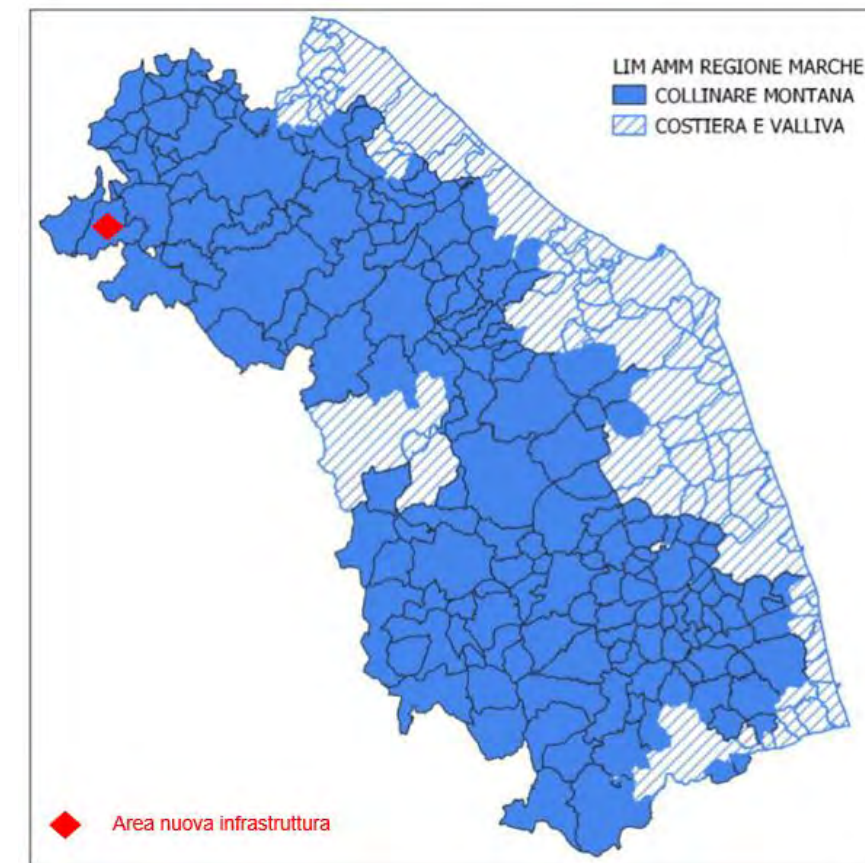 LIM AMM REGIONE MARCHE
COLLINARE MONTANA
COSTIERA E VALLIVA
Area nuova infrastruttura